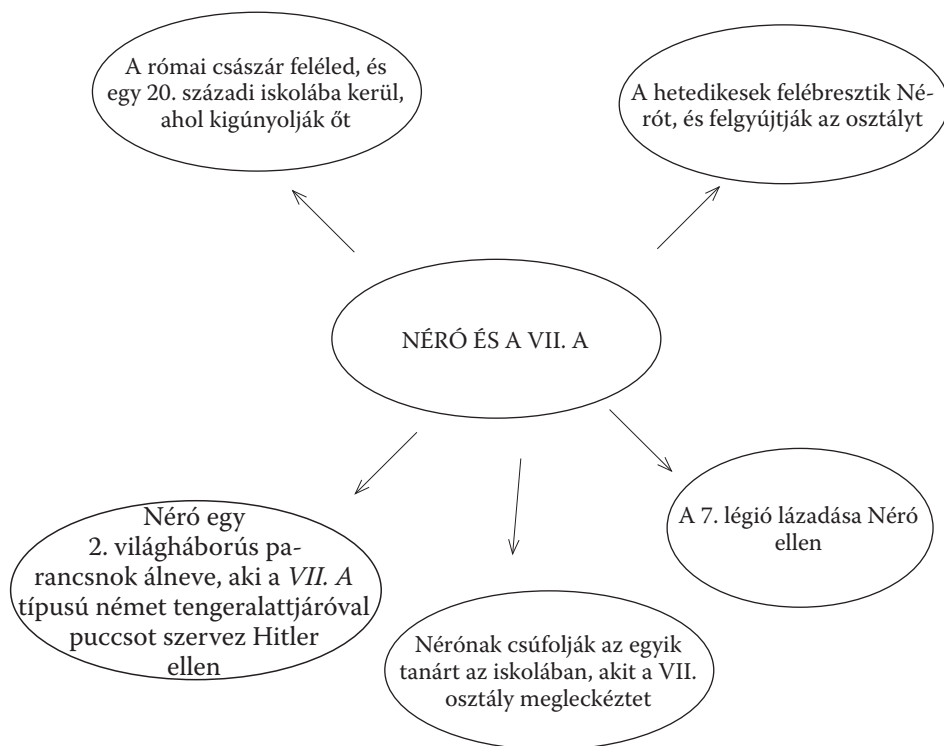 A római császár feléled, és
egy 20. századi iskolába kerül,
ahol kigúnyolják őt
A hetedikesek felébresztik Né-
rót, és felgyújtják az osztályt
NÉRÓ ÉS A VII. A
Néró egy
2. világháborús pa-
rancsnok álneve, aki a VII. A
típusú német tengeralattjáróval
puccsot szervez Hitler
ellen
A 7. légió lázadása Néró
ellen
Nérónak csúfolják az egyik
tanárt az iskolában, akit a VII.
osztály megleckéztet